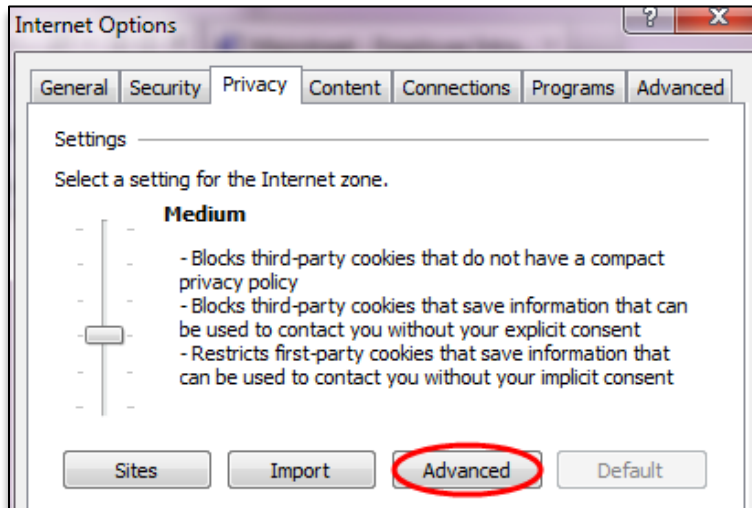 Internet Options
? X
General Security Privacy Content Connections Programs Advanced
Settings
Select a setting for the Internet zone.
Medium
- Blocks third-party cookies that do not have a compact
privacy policy
- Blocks third-party cookies that save information that can
be used to contact you without your explicit consent
- Restricts first-party cookies that save information that
can be used to contact you without your implicit consent
Sites Import Advanced Default